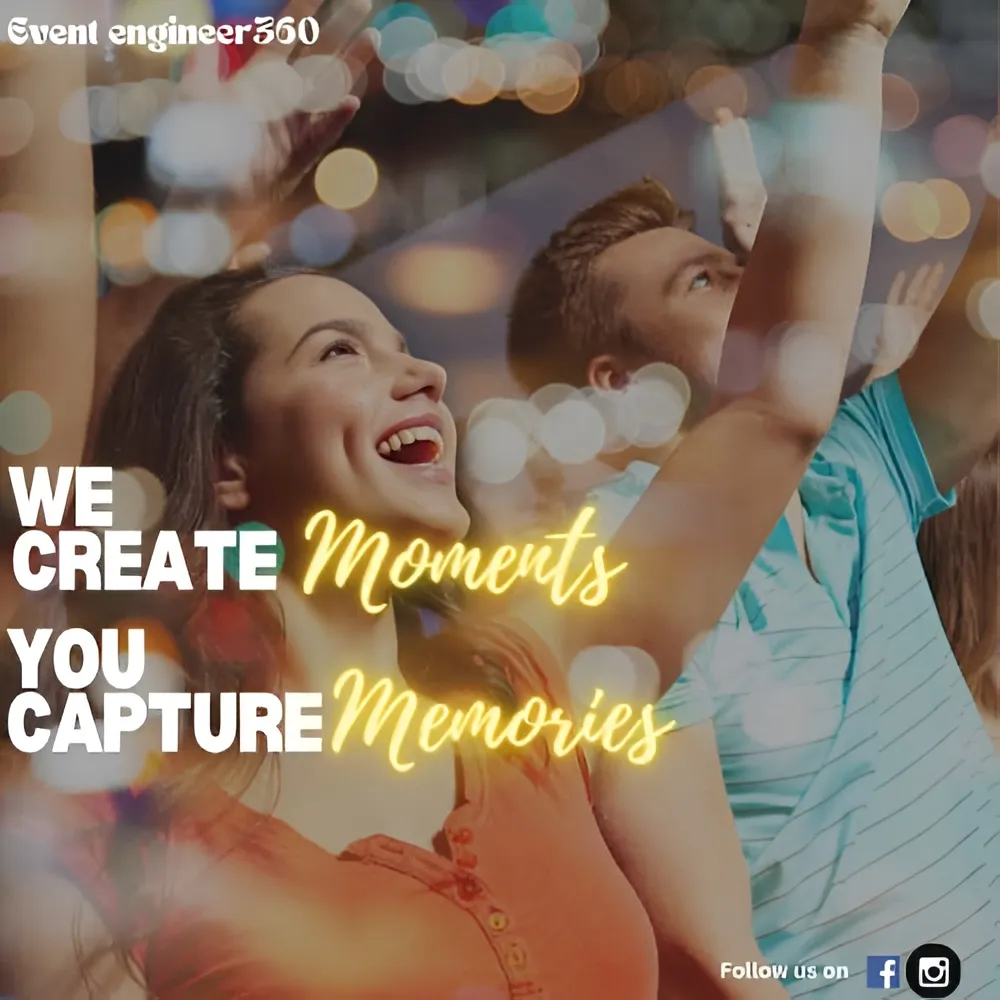 Event engineer360
WE
CREATE Moments
YOU
CAPTURE Memories
Follow us on